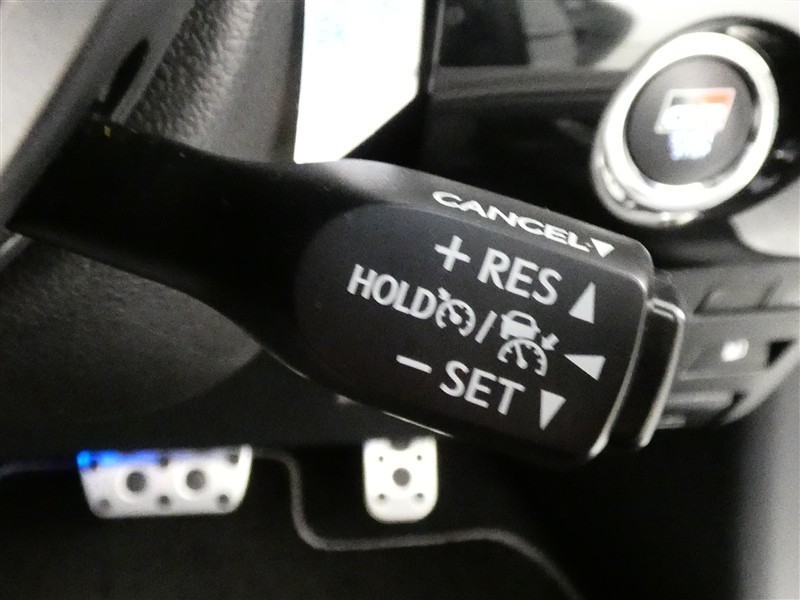 CANCEL
+ RES
HOLD /
- SET